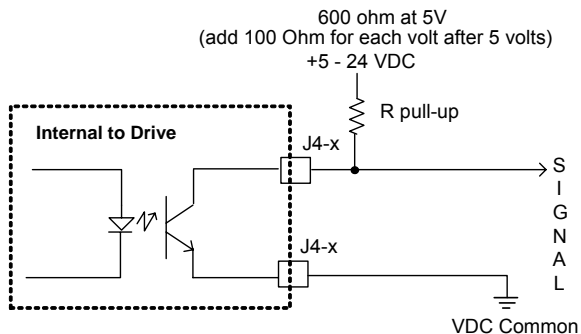 600 ohm at 5V
(add 100 Ohm for each volt after 5 volts)
+5 - 24 VDC
R pull-up
Internal to Drive
J4-x
SIGNAL
J4-x
VDC Common